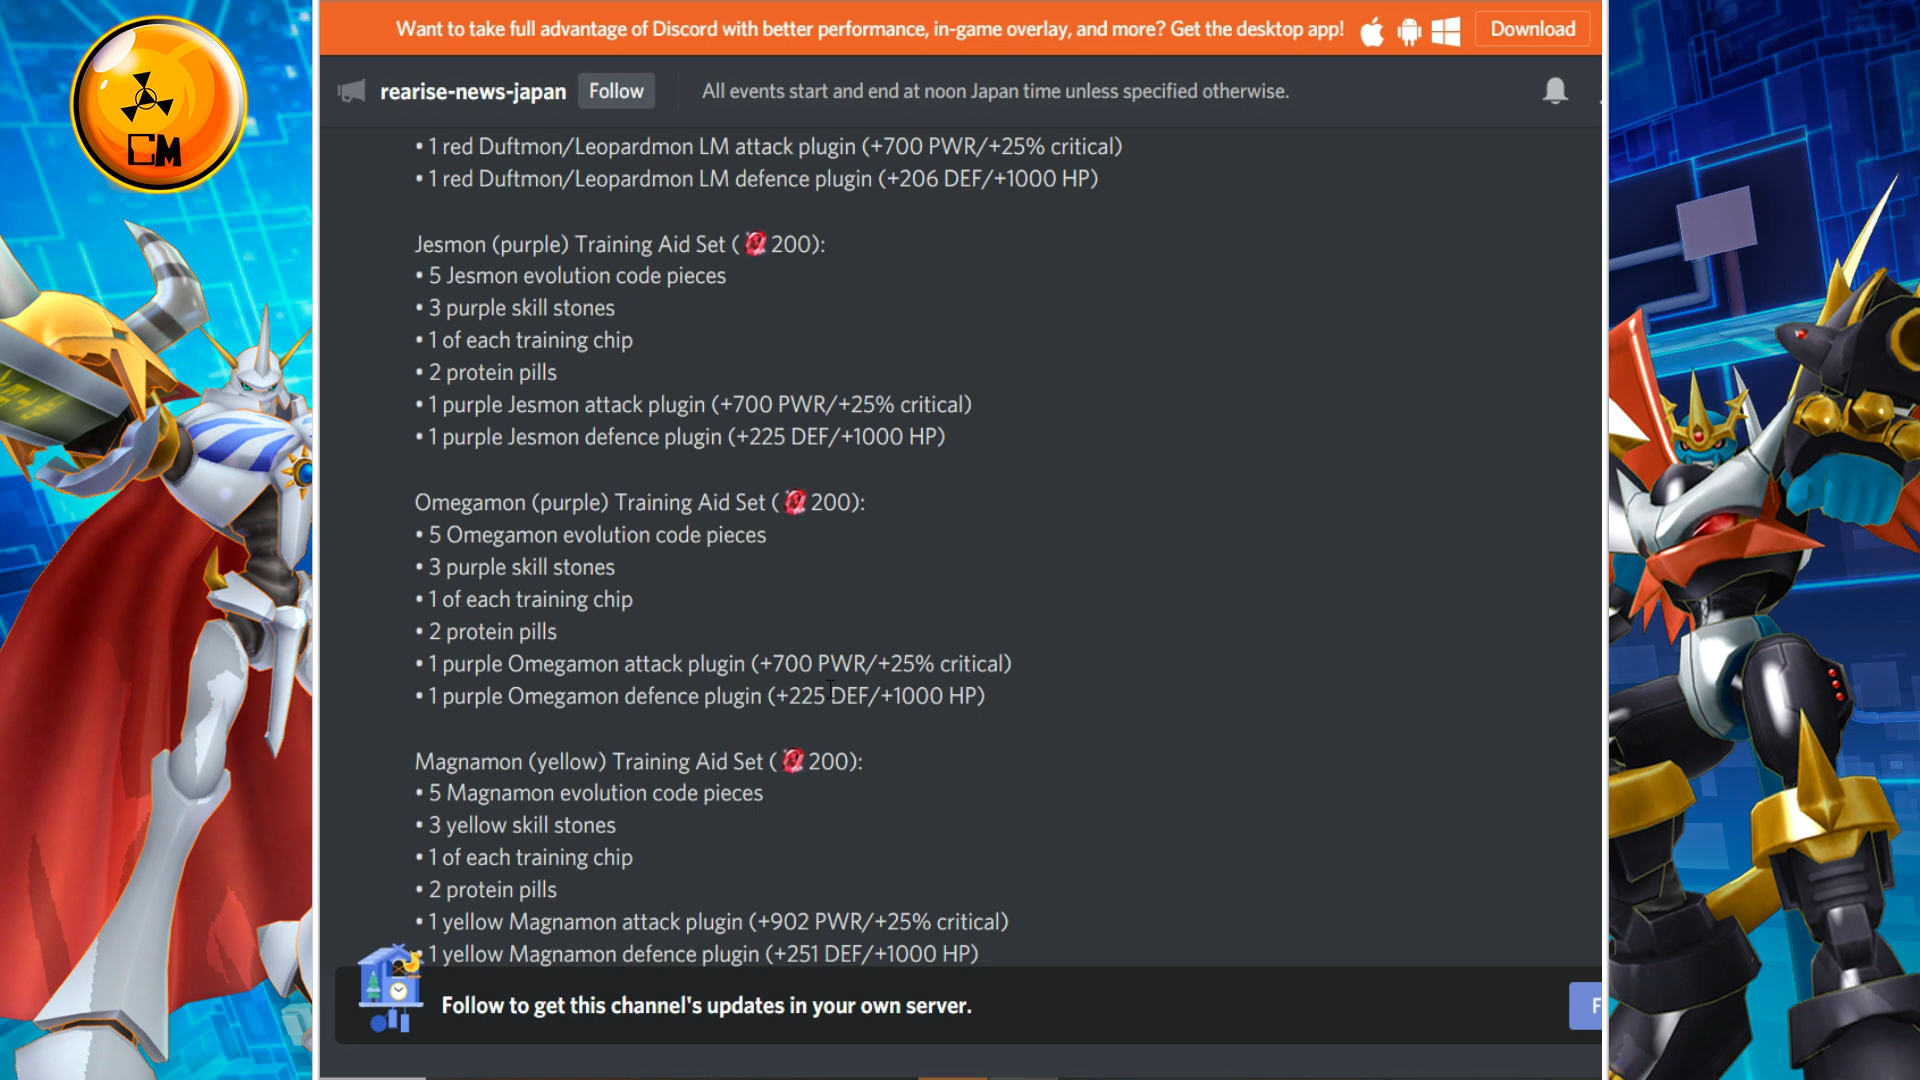 Want to take full advantage of Discord with better performance, in-game overlay, and more? Get the desktop app!
Download
CM
rearise-news-japan
Follow
All events start and end at noon Japan time unless specified otherwise.
• 1 red Duftmon/Leopardmon LM attack plugin (+700 PWR/+25% critical)
• 1 red Duftmon/Leopardmon LM defence plugin (+206 DEF/+1000 HP)
Jesmon (purple) Training Aid Set ( 200):
• 5 Jesmon evolution code pieces
• 3 purple skill stones
• 1 of each training chip
• 2 protein pills
• 1 purple Jesmon attack plugin (+700 PWR/+25% critical)
• 1 purple Jesmon defence plugin (+225 DEF/+1000 HP)
Omegamon (purple) Training Aid Set ( 200):
• 5 Omegamon evolution code pieces
• 3 purple skill stones
• 1 of each training chip
• 2 protein pills
• 1 purple Omegamon attack plugin (+700 PWR/+25% critical)
• 1 purple Omegamon defence plugin (+225 DEF/+1000 HP)
Magnamon (yellow) Training Aid Set ( 200):
• 5 Magnamon evolution code pieces
• 3 yellow skill stones
• 1 of each training chip
• 2 protein pills
• 1 yellow Magnamon attack plugin (+902 PWR/+25% critical)
• 1 yellow Magnamon defence plugin (+251 DEF/+1000 HP)
Follow to get this channel's updates in your own server.
F